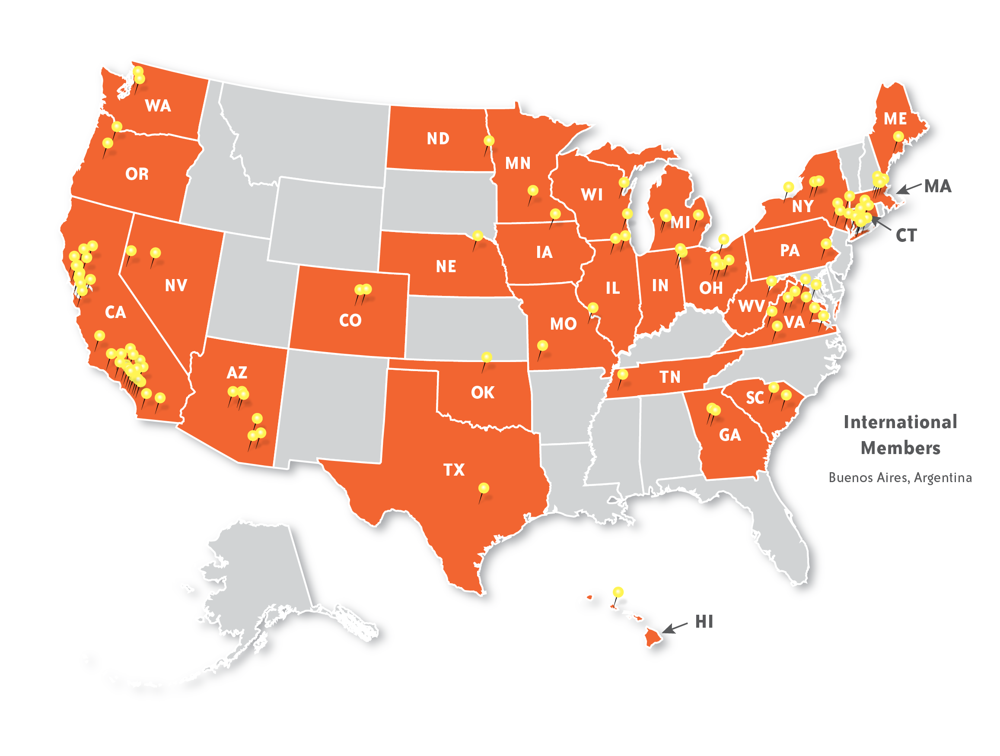 WA
ME
ND
MN
OR
MA
WI
NY
MI
CT
PA
IA
NE
NV
IL
IN
OH
WV
CA
CO
MO
VA
AZ
TN
OK
SC
International
Members
GA
TX
Buenos Aires, Argentina
HI